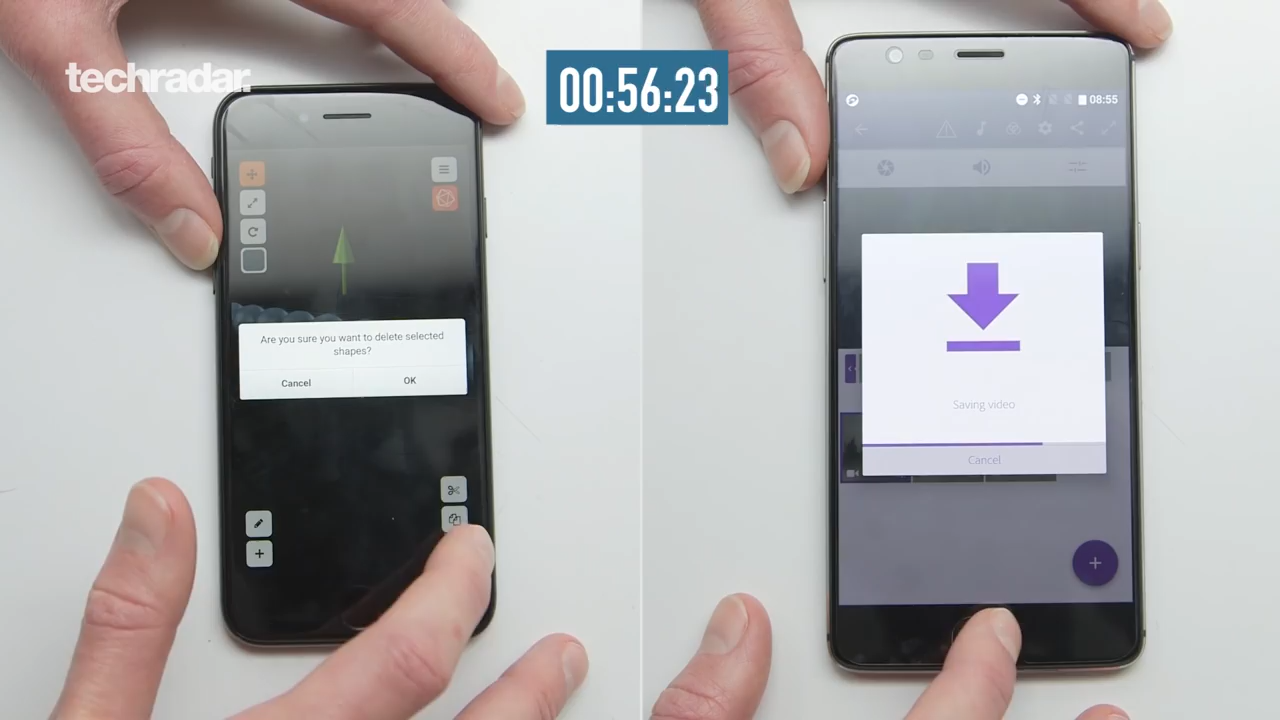 techradar.
00:56:23
08:55
Are you sure you want to delete selected
shapes?
Cancel
OK
Saving video
Cancel